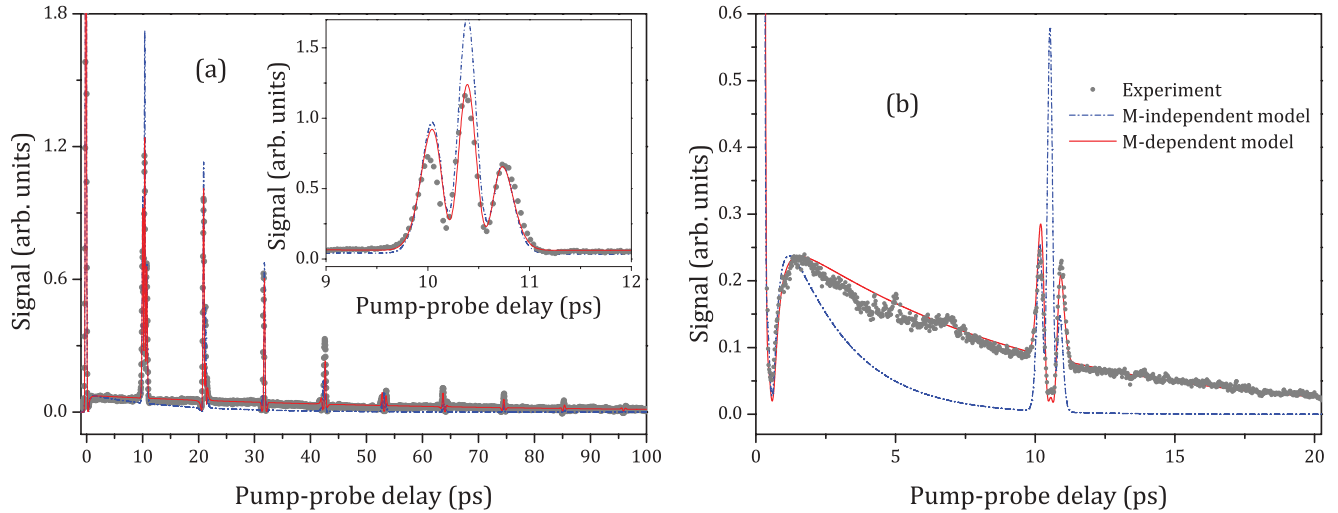 1.8
1.2
0.6
0.0
Signal (arb. units)
(a)
0 10 20 30 40 50 60 70 80 90 100
Pump-probe delay (ps)
1.5
1.0
0.5
0.0
Signal (arb. units)
9 10 11 12
Pump-probe delay (ps)
0.6
0.5
0.4
0.3
0.2
0.1
0.0
Signal (arb. units)
(b)
Experiment
M-independent model
M-dependent model
0 5 10 15 20
Pump-probe delay (ps)